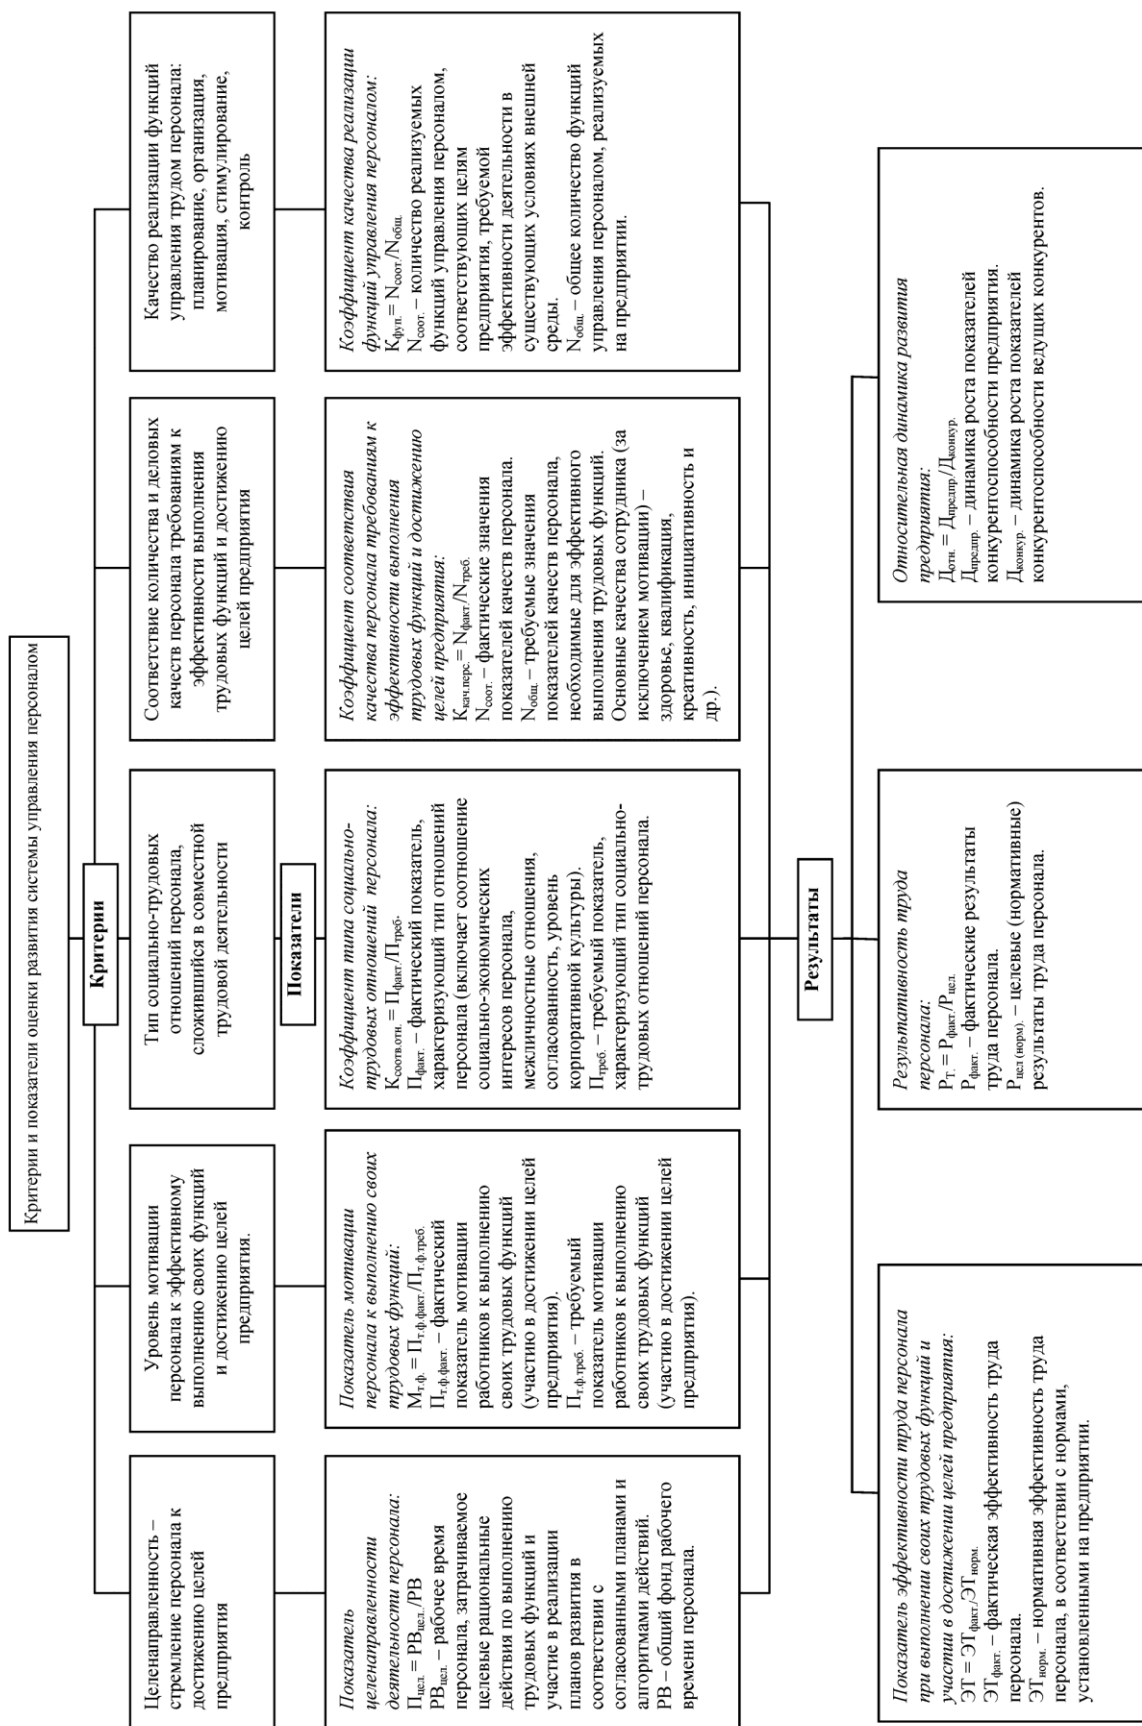 Критерии и показатели оценки развития системы управления персоналом
Критерии
Целенаправленность –
стремление персонала к
достижению целей
предприятия
Уровень мотивации
персонала к эффективному
выполнению своих функций
и достижению целей
предприятия.
Тип социально-трудовых
отношений персонала,
сложившийся в совместной
трудовой деятельности
Соответствие количества и деловых
качеств персонала требованиям к
эффективности выполнения
трудовых функций и достижению
целей предприятия
Качество реализации функций
управления трудом персонала:
планирование, организация,
мотивация, стимулирование,
контроль
Показатели
Показатель
целенаправленности
деятельности персонала:
Пцел. = РВцел./РВ
РВцел. – рабочее время
персонала, затрачиваемое
целевые рациональные
действия по выполнению
трудовых функций и
участие в реализации
планов развития в
соответствии с
согласованными планами и
алгоритмами действий.
РВ – общий фонд рабочего
времени персонала.
Показатель мотивации
персонала к выполнению своих
трудовых функций:
Мт.ф. = Пт.ф.факт/Пт.ф.треб.
Пт.ф.факт. – фактический
показатель мотивации
работников к выполнению
своих трудовых функций
(участию в достижении целей
предприятия).
Пт.ф.треб. – требуемый
показатель мотивации
работников к выполнению
своих трудовых функций
(участию в достижении целей
предприятия).
Коэффициент типа социально-
трудовых отношений персонала:
Ксоотв.отн. = Пфакт./Птреб.
Пфакт. – фактический показатель,
характеризующий тип отношений
персонала (включает соотношение
социально-экономических
интересов персонала,
межличностные отношения,
согласованность, уровень
корпоративной культуры).
Птреб. – требуемый показатель,
характеризующий тип социально-
трудовых отношений персонала.
Коэффициент соответствия
качества персонала требованиям к
эффективности выполнения
трудовых функций и достижению
целей предприятия:
Ккач.перс. = Nфакт./Nтреб.
Nсоот. – фактические значения
показателей качеств персонала.
Nобщ. – требуемые значения
показателей качеств персонала,
необходимые для эффективного
выполнения трудовых функций.
Основные качества сотрудника (за
исключением мотивации) –
здоровье, квалификация,
креативность, инициативность и
др.).
Коэффициент качества реализации
функций управления персоналом:
Кфуп. = Nсоот./Nобщ.
Nсоот. – количество реализуемых
функций управления персоналом,
соответствующих целям
предприятия, требуемой
эффективности деятельности в
существующих условиях внешней
среды.
Nобщ. – общее количество функций
управления персоналом, реализуемых
на предприятии.
Результаты
Показатель эффективности труда персонала
при выполнении своих трудовых функций и
участии в достижении целей предприятия:
ЭТ = ЭТфакт./ЭТнорм.
ЭТфакт. – фактическая эффективность труда
персонала.
ЭТнорм. – нормативная эффективность труда
персонала, в соответствии с нормами,
установленными на предприятии.
Результативность труда
персонала:
РТ. = Рфакт./Рцел.
Рфакт. – фактические результаты
труда персонала.
Рцел (норм). – целевые (нормативные)
результаты труда персонала.
Относительная динамика развития
предприятия:
Дотн. = Дпредпр/Дконкур.
Дпредпр. – динамика роста показателей
конкурентоспособности предприятия.
Дконкур. – динамика роста показателей
конкурентоспособности ведущих конкурентов.